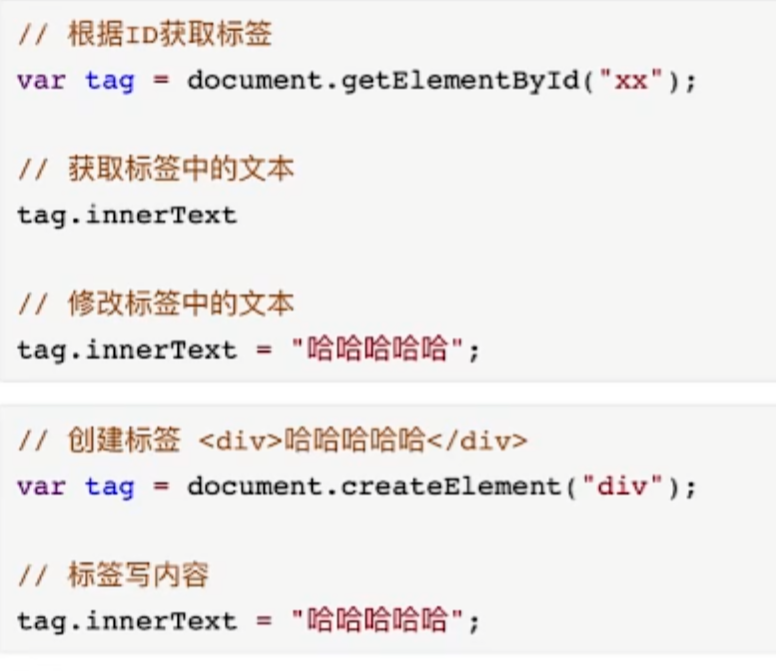 // 根据ID获取标签
var tag = document.getElementById("xx");
// 获取标签中的文本
tag.innerText
// 修改标签中的文本
tag.innerText = "哈哈哈哈哈";
// 创建标签 <div>哈哈哈哈哈</div>
var tag = document.createElement("div");
// 标签写内容
tag.innerText = "哈哈哈哈哈";